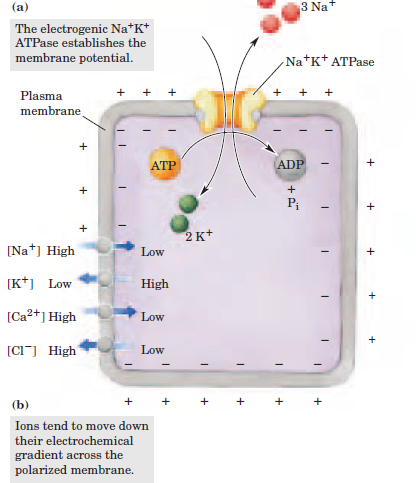 (a)
The electrogenic Na⁺K⁺
ATPase establishes the
membrane potential.
3 Na⁺
Na⁺K⁺ ATPase
Plasma
membrane
+ + + + + +
– – – – – –
+ – ATP ADP – +
+ – + – +
Pᵢ
2 K⁺
+ –
[Na⁺] High Low – +
[K⁺] Low High – +
[Ca²⁺] High Low
[Cl⁻] High Low – +
– – – – – – – –
(b) + + + + + +
Ions tend to move down
their electrochemical
gradient across the
polarized membrane.